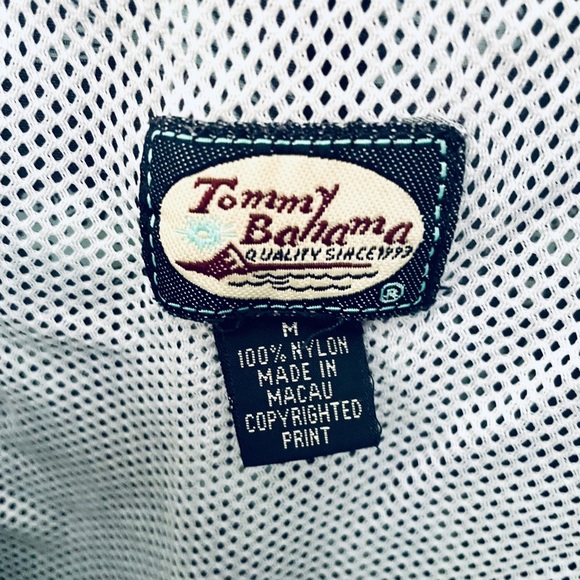 Tommy
Bahama
QUALITY SINCE 1993
®
M
100% NYLON
MADE IN
MACAU
COPYRIGHTED
PRINT